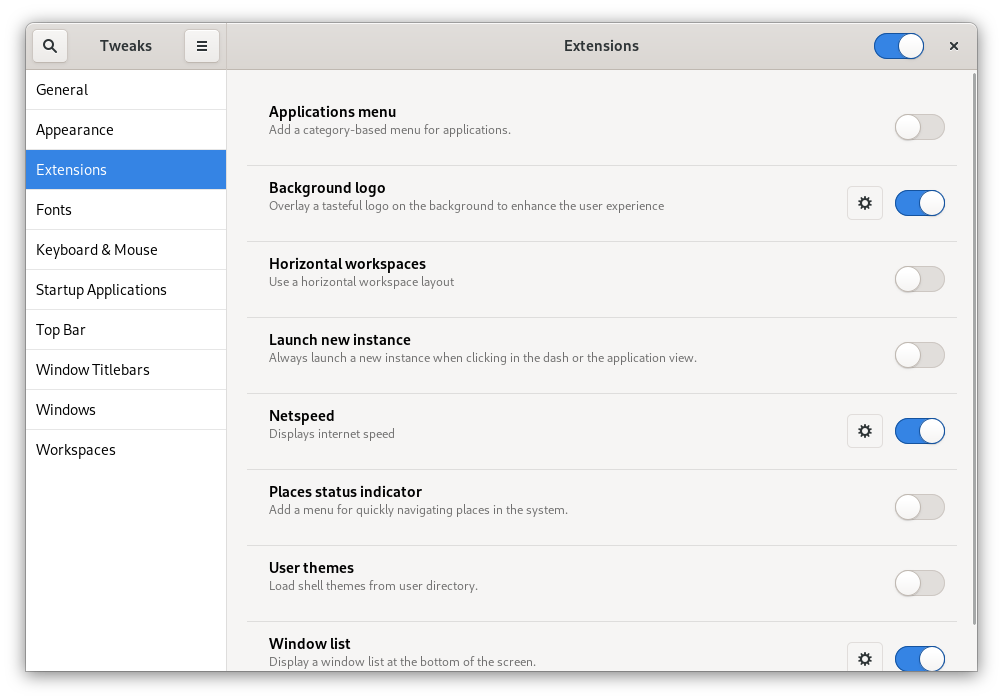 Tweaks
Extensions
General
Appearance
Extensions
Fonts
Keyboard & Mouse
Startup Applications
Top Bar
Window Titlebars
Windows
Workspaces
Applications menu
Add a category-based menu for applications.
Background logo
Overlay a tasteful logo on the background to enhance the user experience
Horizontal workspaces
Use a horizontal workspace layout
Launch new instance
Always launch a new instance when clicking in the dash or the application view.
Netspeed
Displays internet speed
Places status indicator
Add a menu for quickly navigating places in the system.
User themes
Load shell themes from user directory.
Window list
Display a window list at the bottom of the screen.